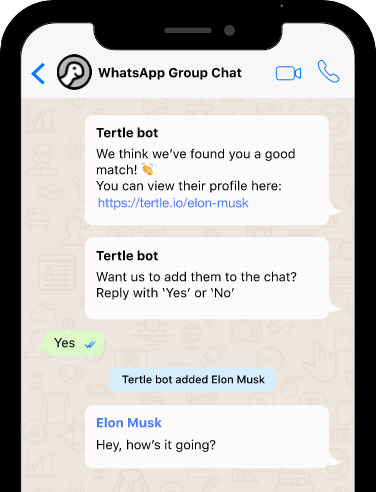 WhatsApp Group Chat
Tertle bot
We think we’ve found you a good
match! 👏
You can view their profile here:
https://tertle.io/elon-musk
Tertle bot
Want us to add them to the chat?
Reply with ‘Yes’ or ‘No’
Yes
Tertle bot added Elon Musk
Elon Musk
Hey, how’s it going?